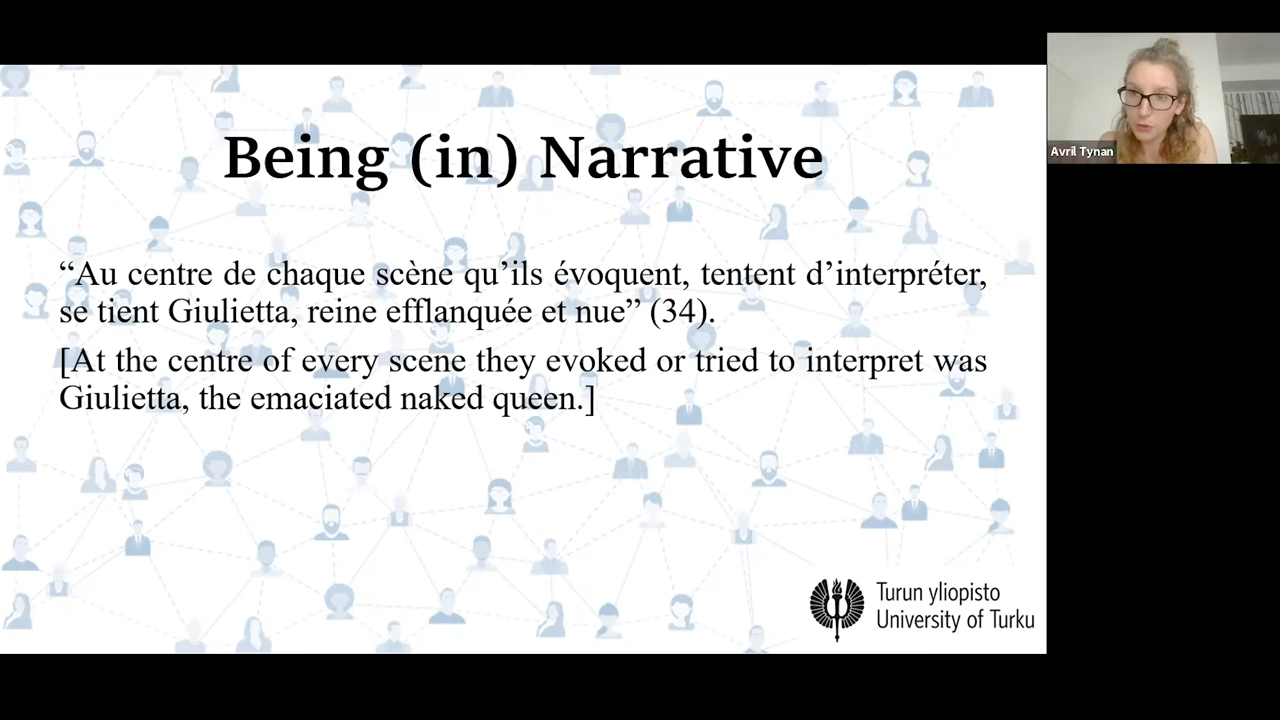 Being (in) Narrative
Avril Tynan
“Au centre de chaque scène qu’ils évoquent, tentent d’interpréter,
se tient Giulietta, reine efflanquée et nue” (34).
[At the centre of every scene they evoked or tried to interpret was
Giulietta, the emaciated naked queen.]
Turun yliopisto
University of Turku